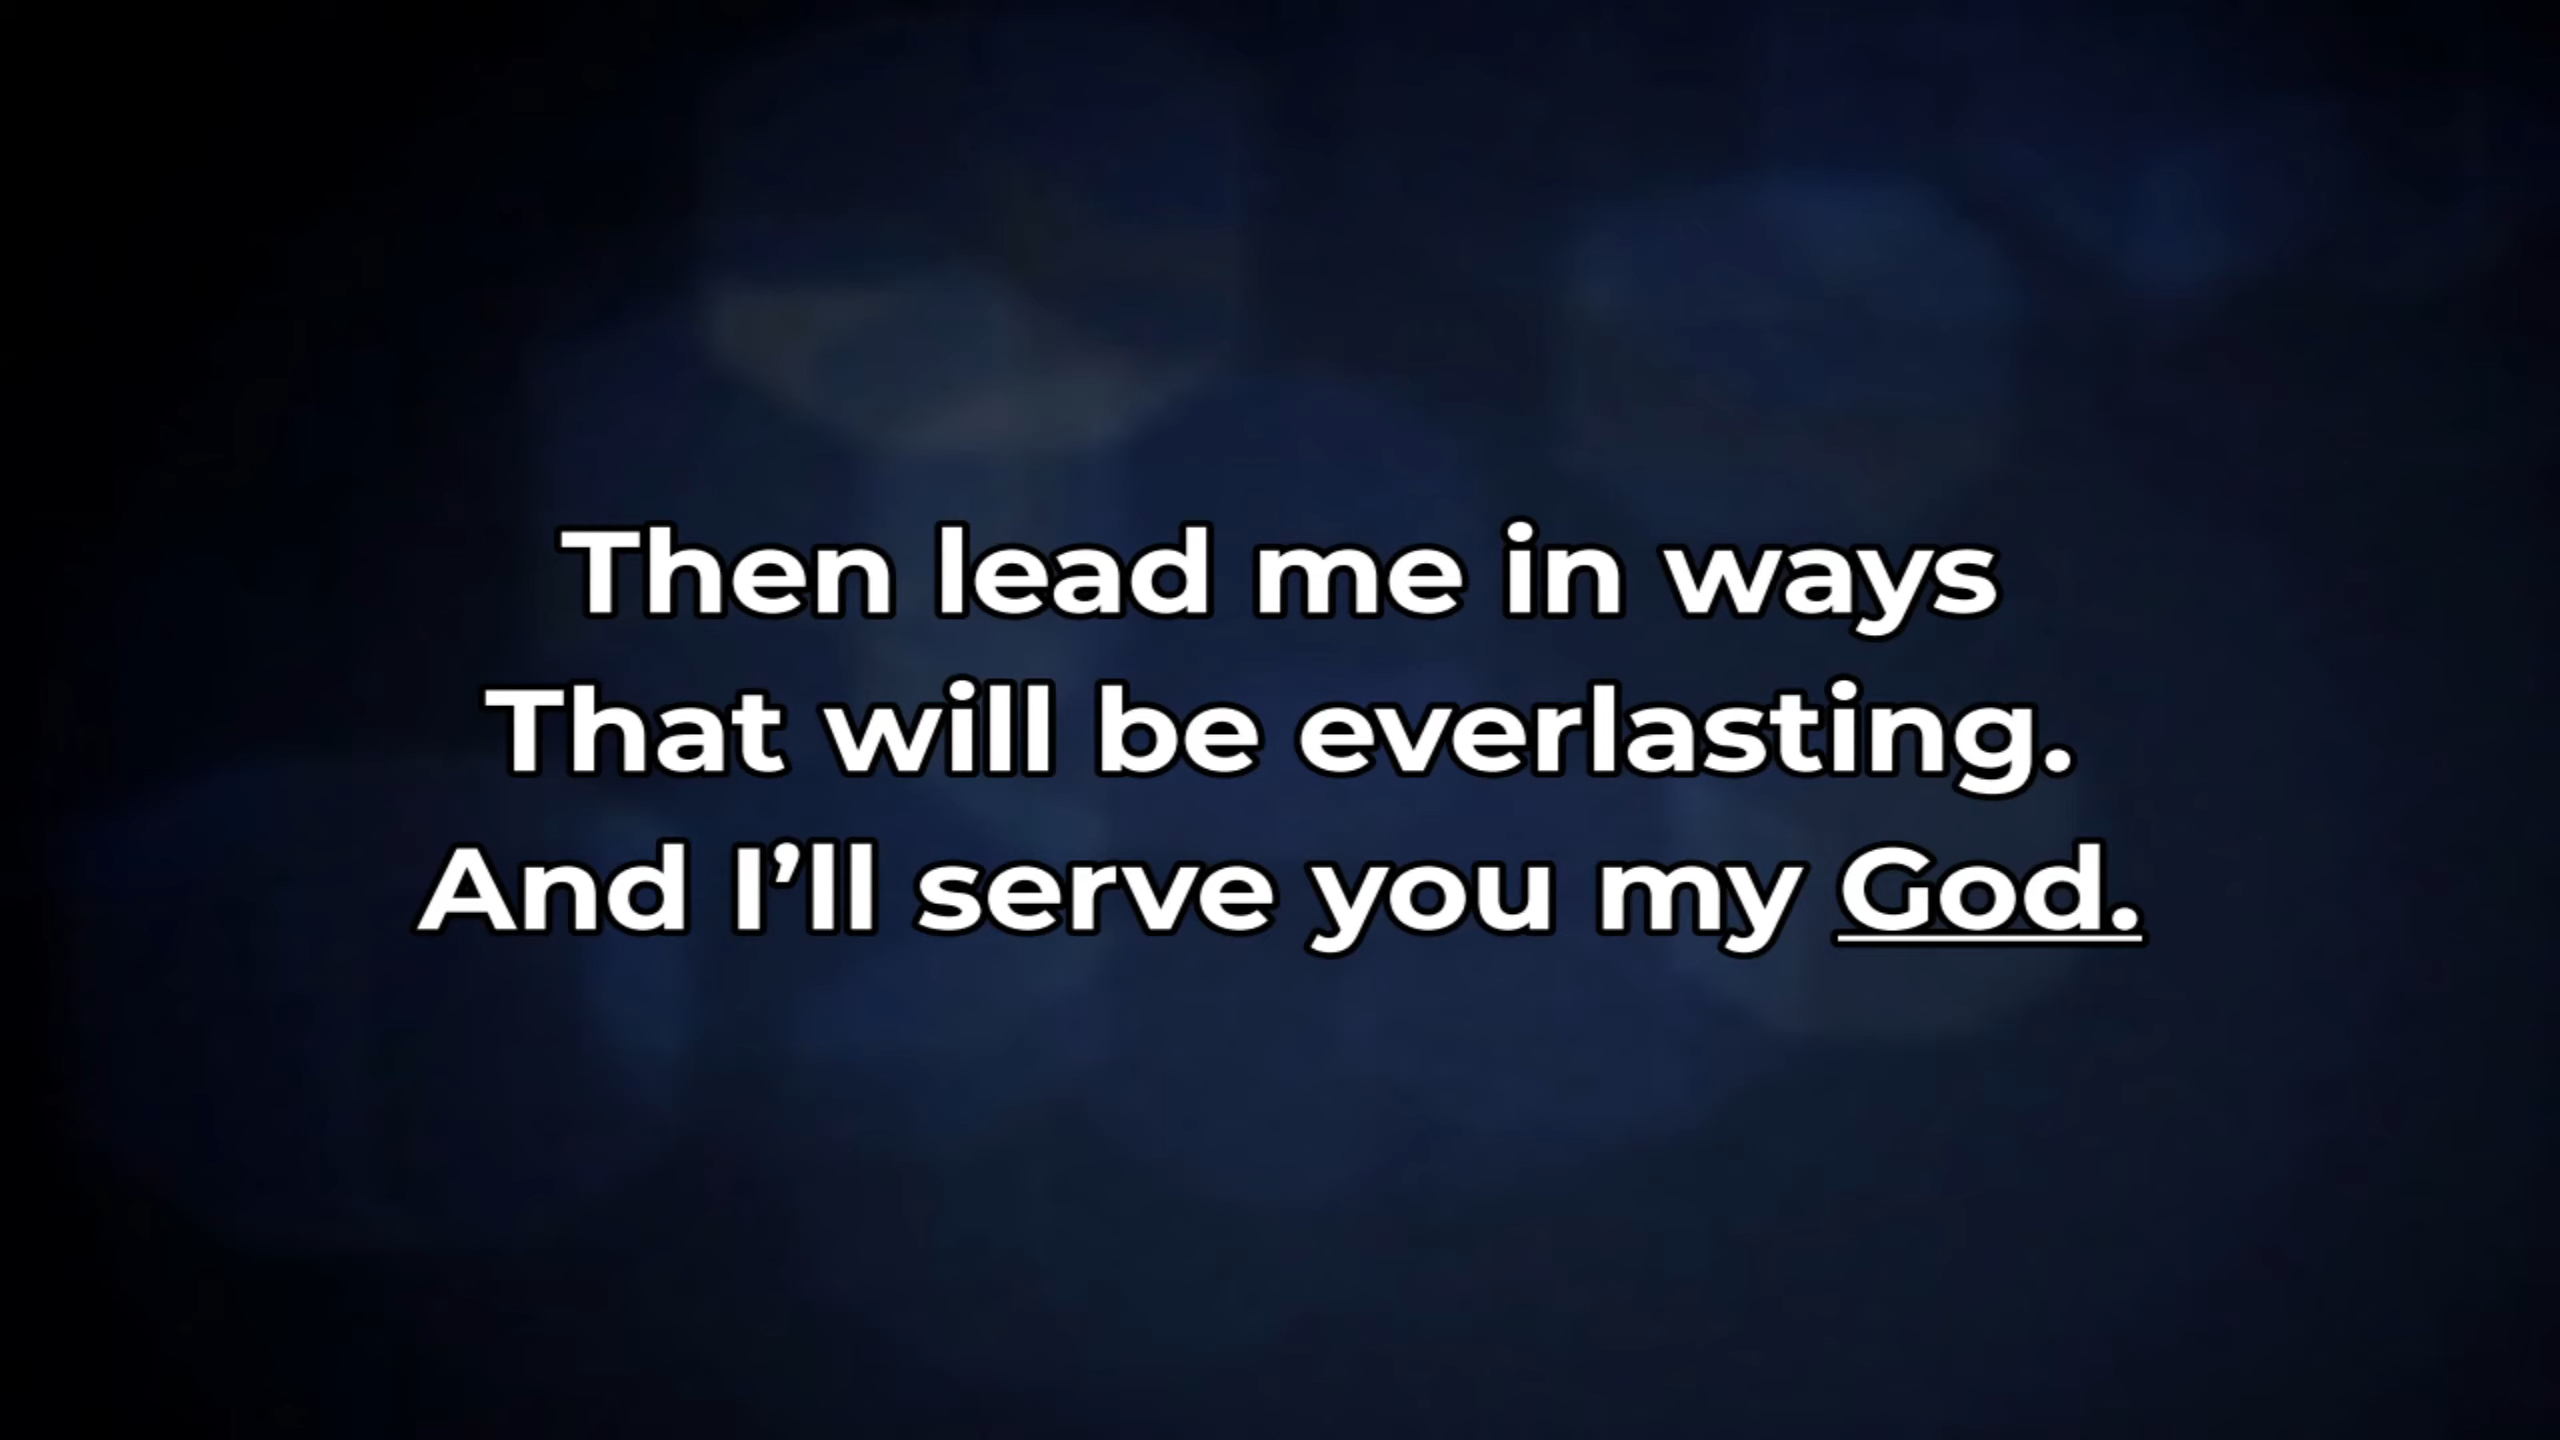 Then lead me in ways
That will be everlasting.
And I’ll serve you my God.